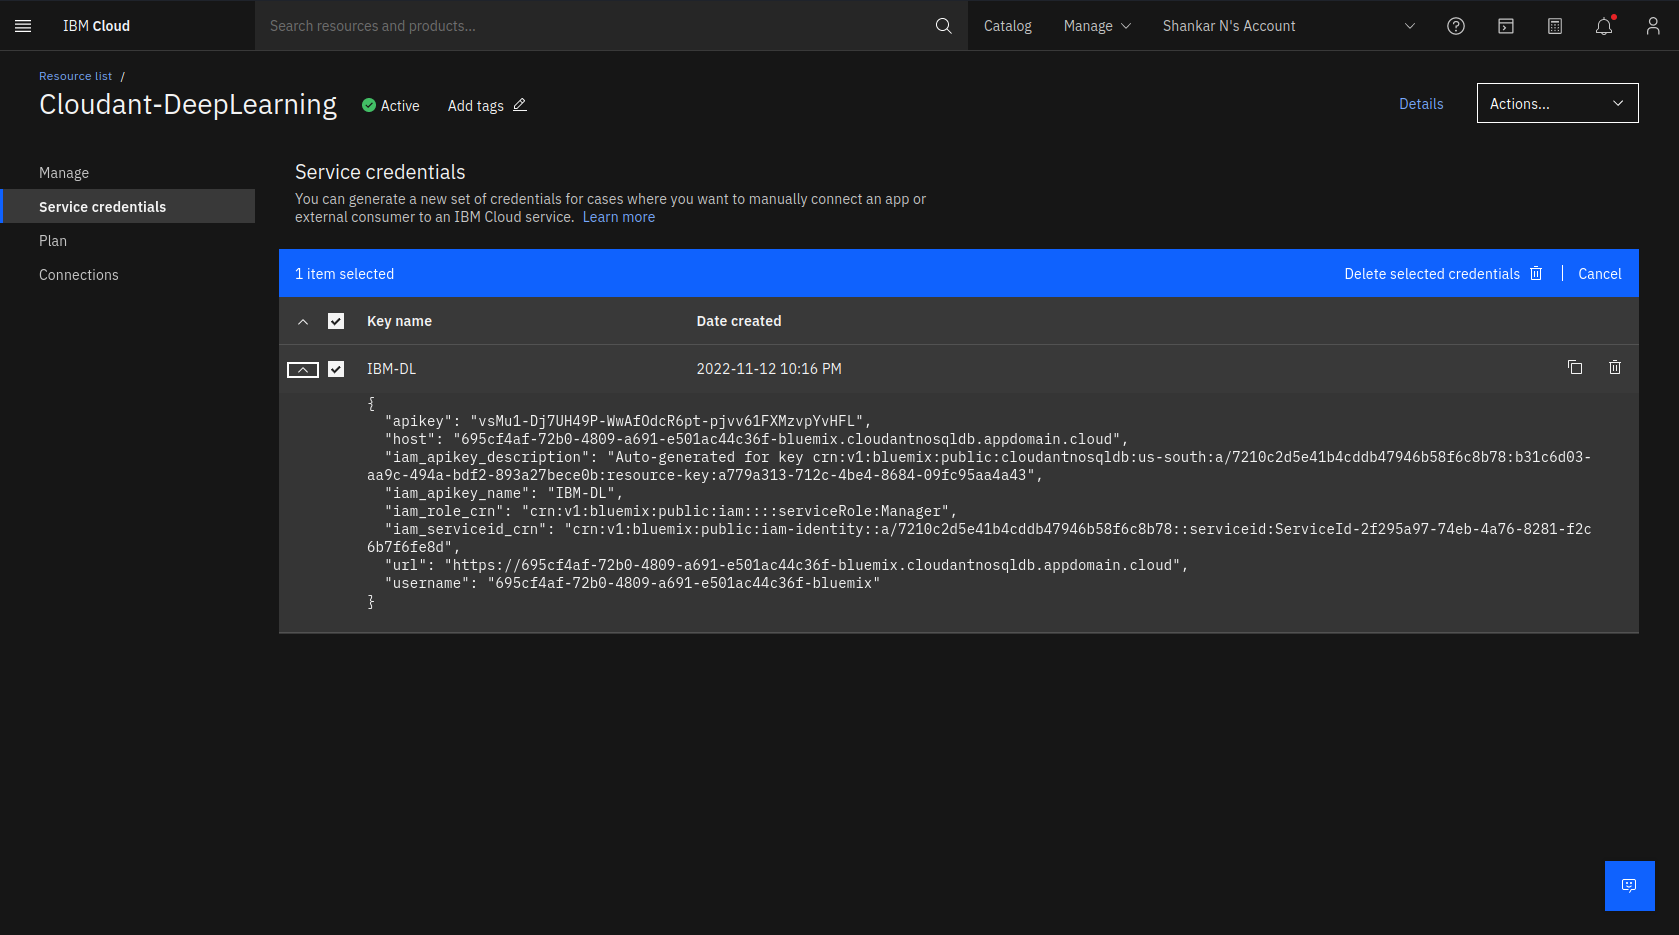 IBM Cloud
Search resources and products...
Catalog
Manage
Shankar N's Account
Resource list /
Cloudant-DeepLearning
Active
Add tags
Details
Actions...
Manage
Service credentials
Plan
Connections
Service credentials
You can generate a new set of credentials for cases where you want to manually connect an app or
external consumer to an IBM Cloud service. Learn more
1 item selected
Delete selected credentials
Cancel
Key name
Date created
IBM-DL
2022-11-12 10:16 PM
{
"apikey": "vsMu1-Dj7UH49P-WwAfOdcR6pt-pjvv61FXMzvpYvHFL",
"host": "695cf4af-72b0-4809-a691-e501ac44c36f-bluemix.cloudantnosqldb.appdomain.cloud",
"iam_apikey_description": "Auto-generated for key crn:v1:bluemix:public:cloudantnosqldb:us-south:a/7210c2d5e41b4cddb47946b58f6c8b78:b31c6d03-
aa9c-494a-bdf2-893a27bece0b:resource-key:a779a313-712c-4be4-8684-09fc95aa4a43",
"iam_apikey_name": "IBM-DL",
"iam_role_crn": "crn:v1:bluemix:public:iam::::serviceRole:Manager",
"iam_serviceid_crn": "crn:v1:bluemix:public:iam-identity::a/7210c2d5e41b4cddb47946b58f6c8b78::serviceid:ServiceId-2f295a97-74eb-4a76-8281-f2c
6b7f6fe8d",
"url": "https://695cf4af-72b0-4809-a691-e501ac44c36f-bluemix.cloudantnosqldb.appdomain.cloud",
"username": "695cf4af-72b0-4809-a691-e501ac44c36f-bluemix"
}